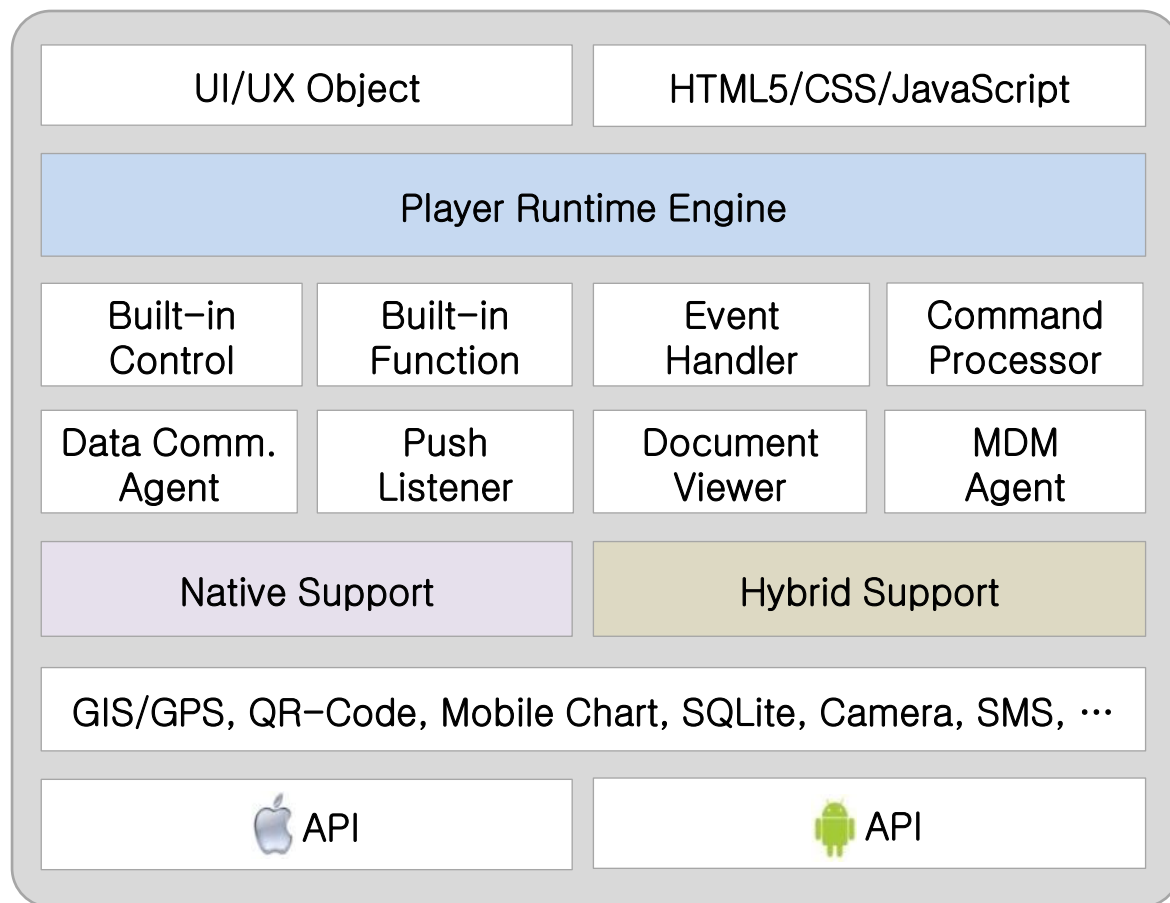 UI/UX Object
HTML5/CSS/JavaScript
Player Runtime Engine
Built-in
Control
Built-in
Function
Event
Handler
Command
Processor
Data Comm.
Agent
Push
Listener
Document
Viewer
MDM
Agent
Native Support
Hybrid Support
GIS/GPS, QR-Code, Mobile Chart, SQLite, Camera, SMS, ⋯
API
API